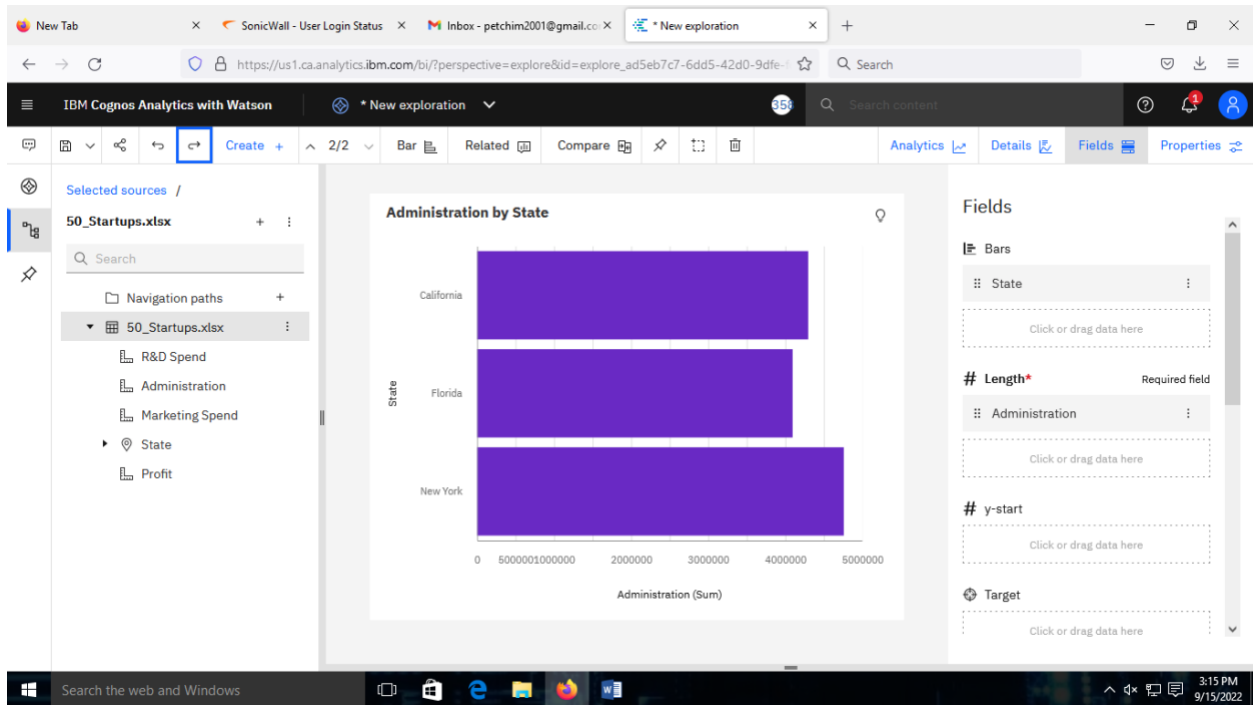 New Tab
SonicWall - User Login Status
Inbox - petchim2001@gmail.co
* New exploration
https://us1.ca.analytics.ibm.com/bi/?perspective=explore&id=explore_ad5eb7c7-6dd5-42d0-9dfe-
Search
IBM Cognos Analytics with Watson
* New exploration
358
Search content
1
Create +
2/2
Bar
Related
Compare
Analytics
Details
Fields
Properties
Selected sources /
50_Startups.xlsx
Search
Navigation paths
50_Startups.xlsx
R&D Spend
Administration
Marketing Spend
State
Profit
Administration by State
California
Florida
New York
State
0 5000001000000 2000000 3000000 4000000 5000000
Administration (Sum)
Fields
Bars
State
Click or drag data here
# Length* Required field
Administration
Click or drag data here
# y-start
Click or drag data here
Target
Click or drag data here
Search the web and Windows
3:15 PM
9/15/2022